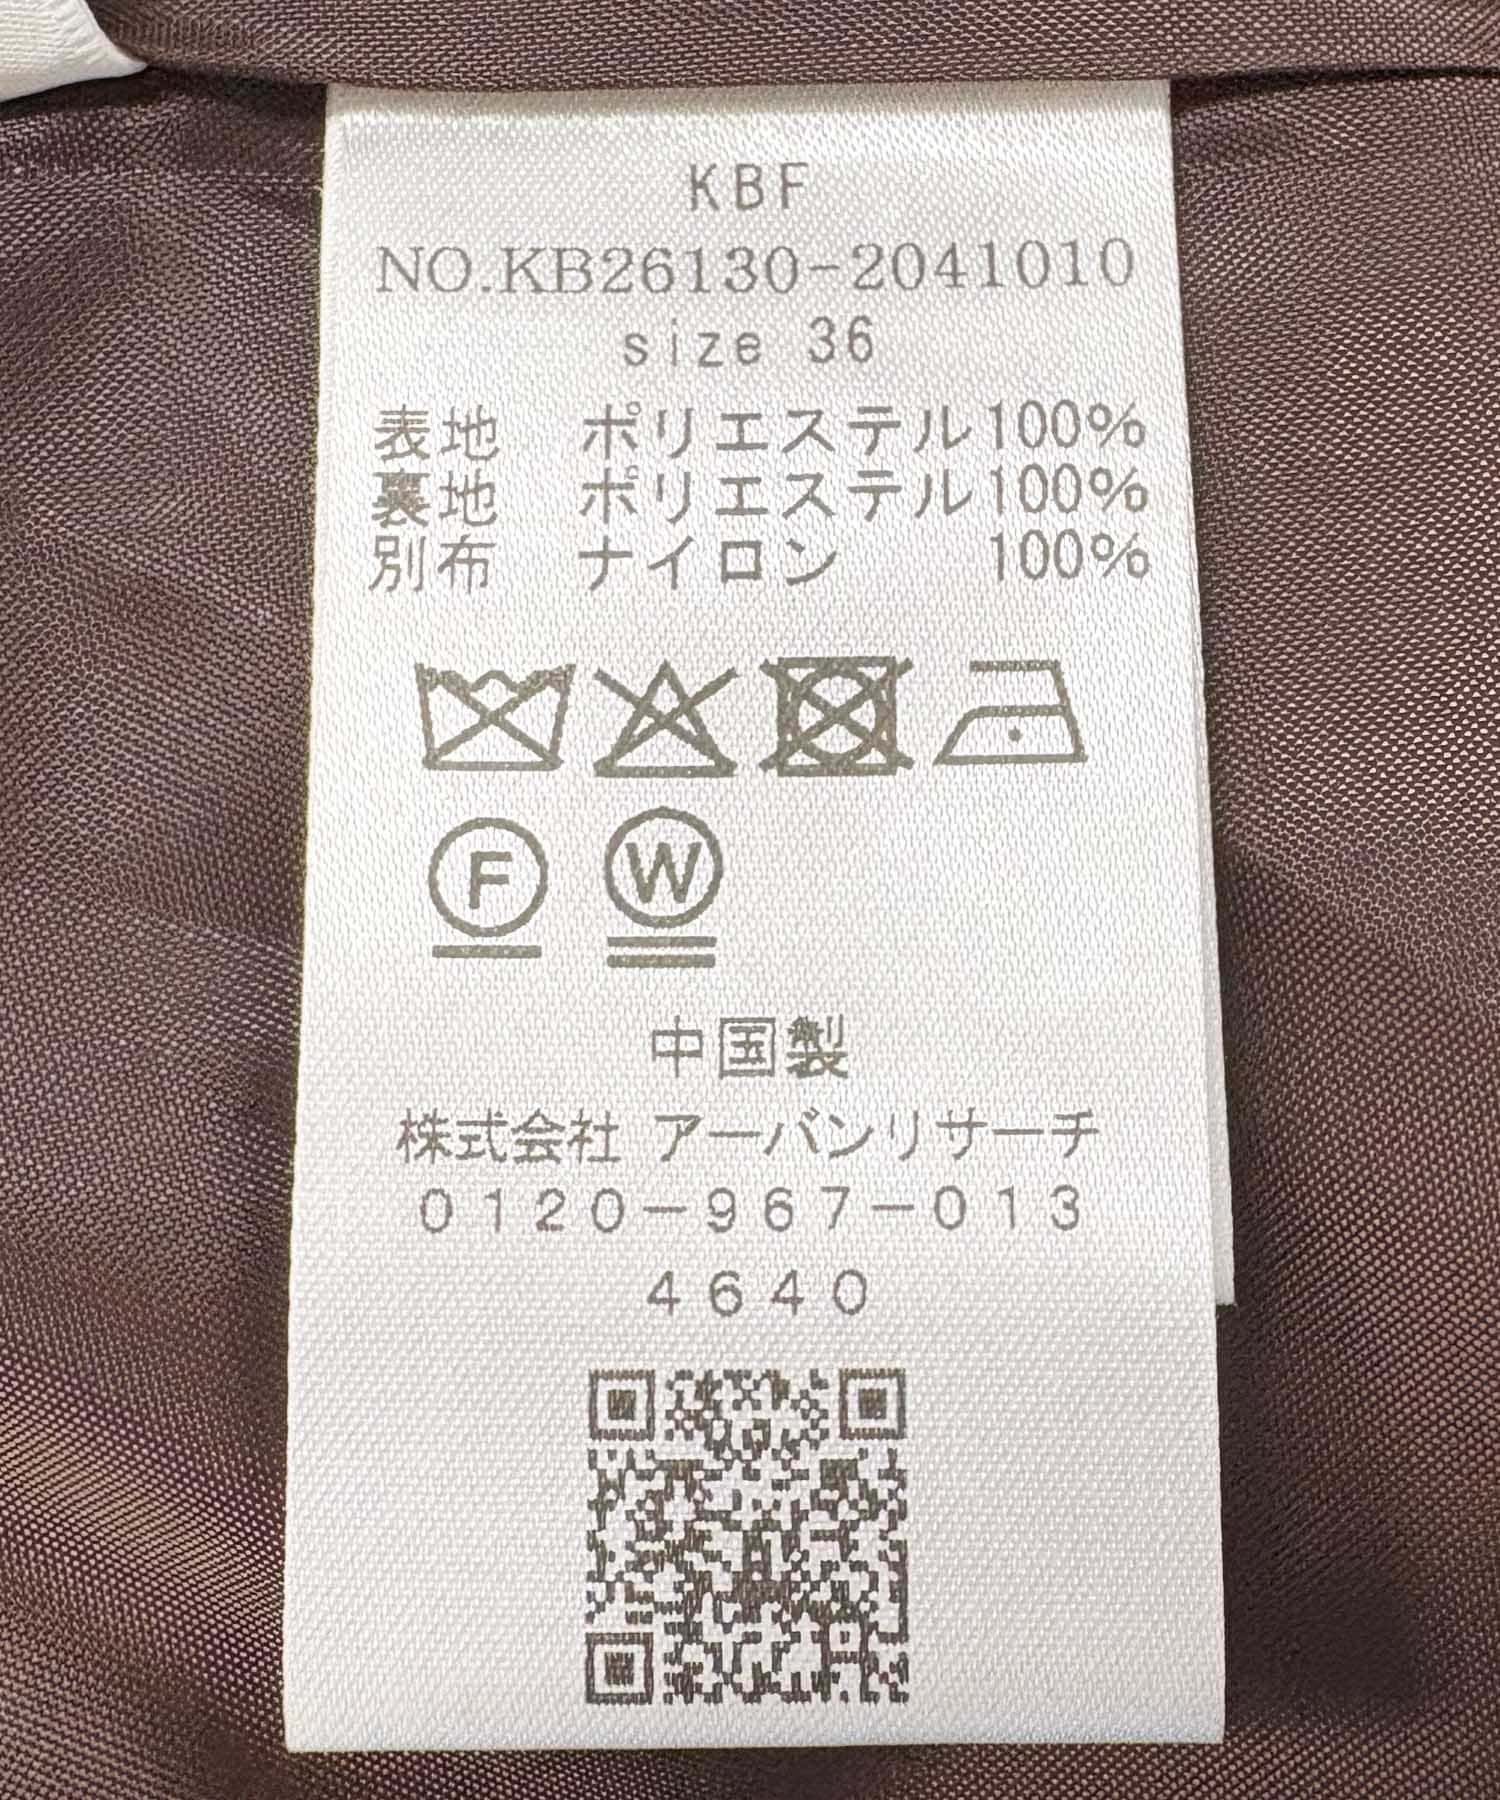 KBF
NO.KB26130-2041010
size 36
表地 ポリエステル100%
裏地 ポリエステル100%
別布 ナイロン 100%
F W
中国製
株式会社 アーバンリサーチ
0120-967-013
4640